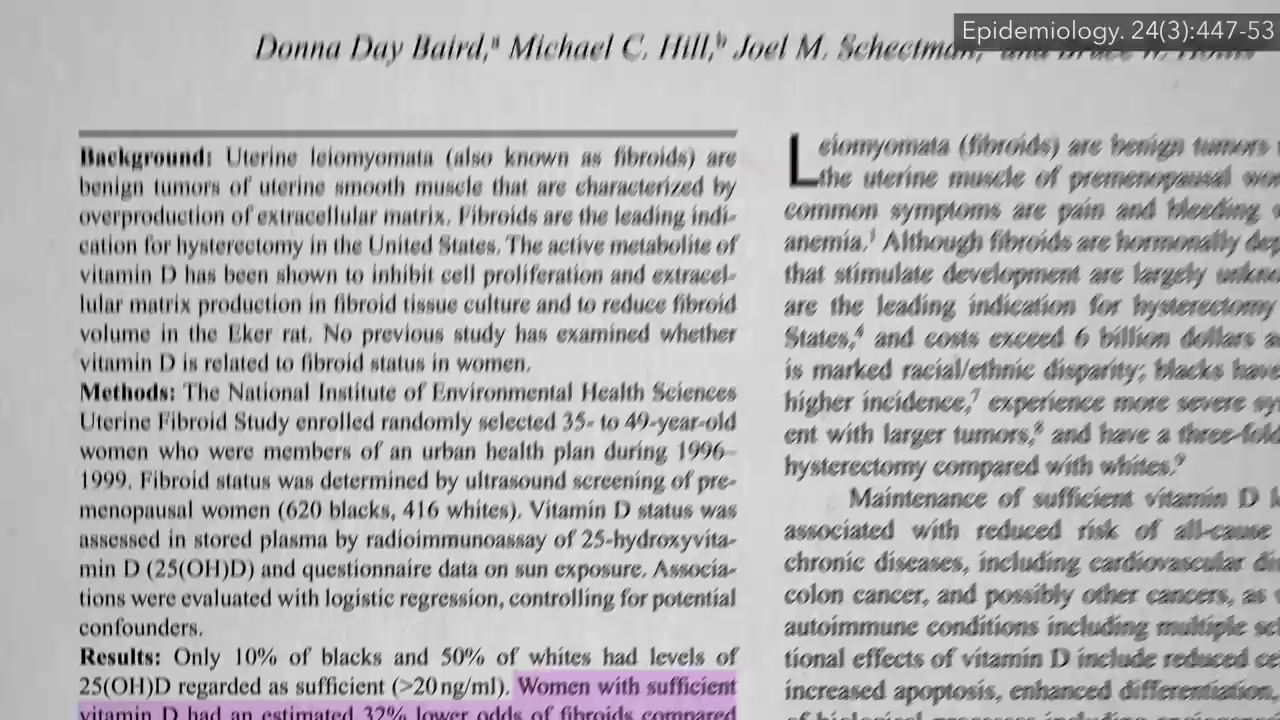 Epidemiology. 24(3):447-53
Donna Day Baird,ᵃ Michael C. Hill,ᵇ Joel M. Schectman,
Background: Uterine leiomyomata (also known as fibroids) are
benign tumors of uterine smooth muscle that are characterized by
overproduction of extracellular matrix. Fibroids are the leading indi-
cation for hysterectomy in the United States. The active metabolite of
vitamin D has been shown to inhibit cell proliferation and extracel-
lular matrix production in fibroid tissue culture and to reduce fibroid
volume in the Eker rat. No previous study has examined whether
vitamin D is related to fibroid status in women.
Methods: The National Institute of Environmental Health Sciences
Uterine Fibroid Study enrolled randomly selected 35- to 49-year-old
women who were members of an urban health plan during 1996–
1999. Fibroid status was determined by ultrasound screening of pre-
menopausal women (620 blacks, 416 whites). Vitamin D status was
assessed in stored plasma by radioimmunoassay of 25-hydroxyvita-
min D (25(OH)D) and questionnaire data on sun exposure. Associa-
tions were evaluated with logistic regression, controlling for potential
confounders.
Results: Only 10% of blacks and 50% of whites had levels of
25(OH)D regarded as sufficient (>20 ng/ml). Women with sufficient
vitamin D had an estimated 32% lower odds of fibroids compared
Leiomyomata (fibroids) are benign tumors
the uterine muscle of premenopausal
common symptoms are pain and bleeding
anemia.¹ Although fibroids are hormonally
that stimulate development are largely
are the leading indication for hysterectomy
States,⁴ and costs exceed 6 billion dollars
is marked racial/ethnic disparity; blacks have
higher incidence,⁷ experience more severe
ent with larger tumors,⁸ and have a
hysterectomy compared with whites.⁹
Maintenance of sufficient vitamin D
associated with reduced risk of all-cause
chronic diseases, including cardiovascular
colon cancer, and possibly other cancers, as
autoimmune conditions including multiple
tional effects of vitamin D include reduced
increased apoptosis, enhanced differentiation,